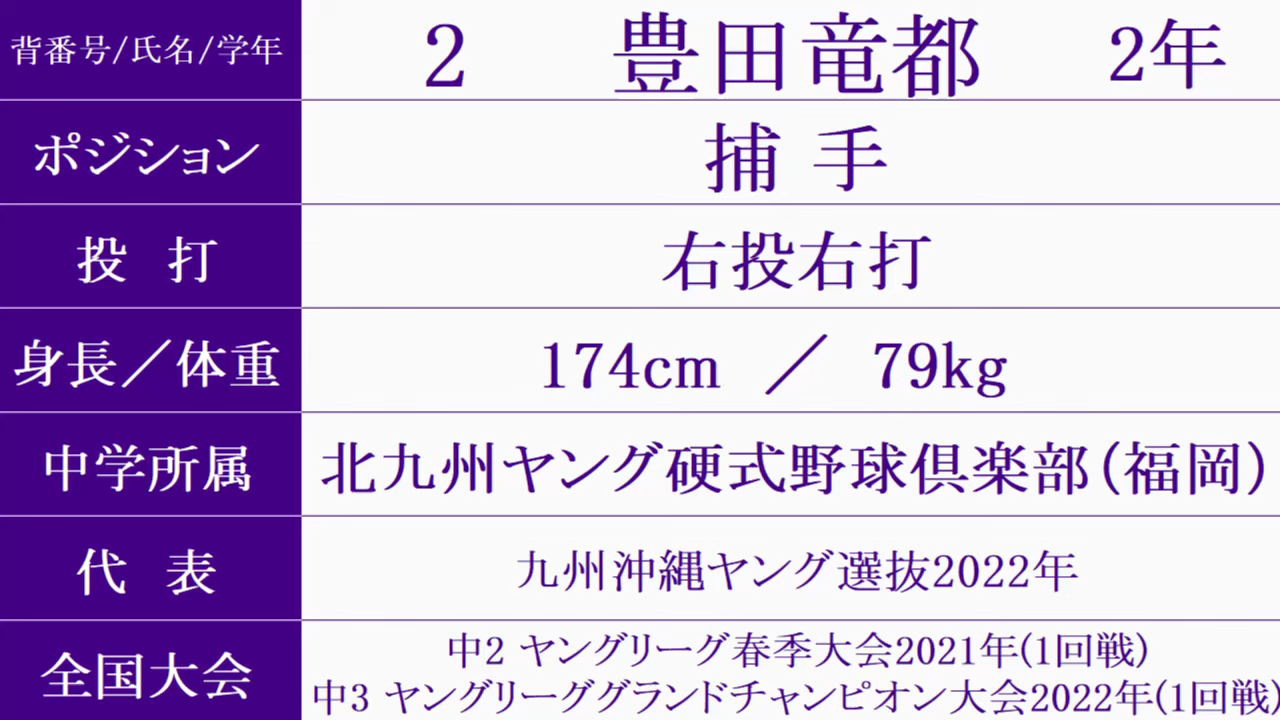 背番号/氏名/学年 2 豊田竜都 2年
ポジション 捕手
投打 右投右打
身長／体重 174cm ／ 79kg
中学所属 北九州ヤング硬式野球倶楽部(福岡)
代表 九州沖縄ヤング選抜2022年
全国大会 中2 ヤングリーグ春季大会2021年(1回戦)
中3 ヤングリーググランドチャンピオン大会2022年(1回戦)